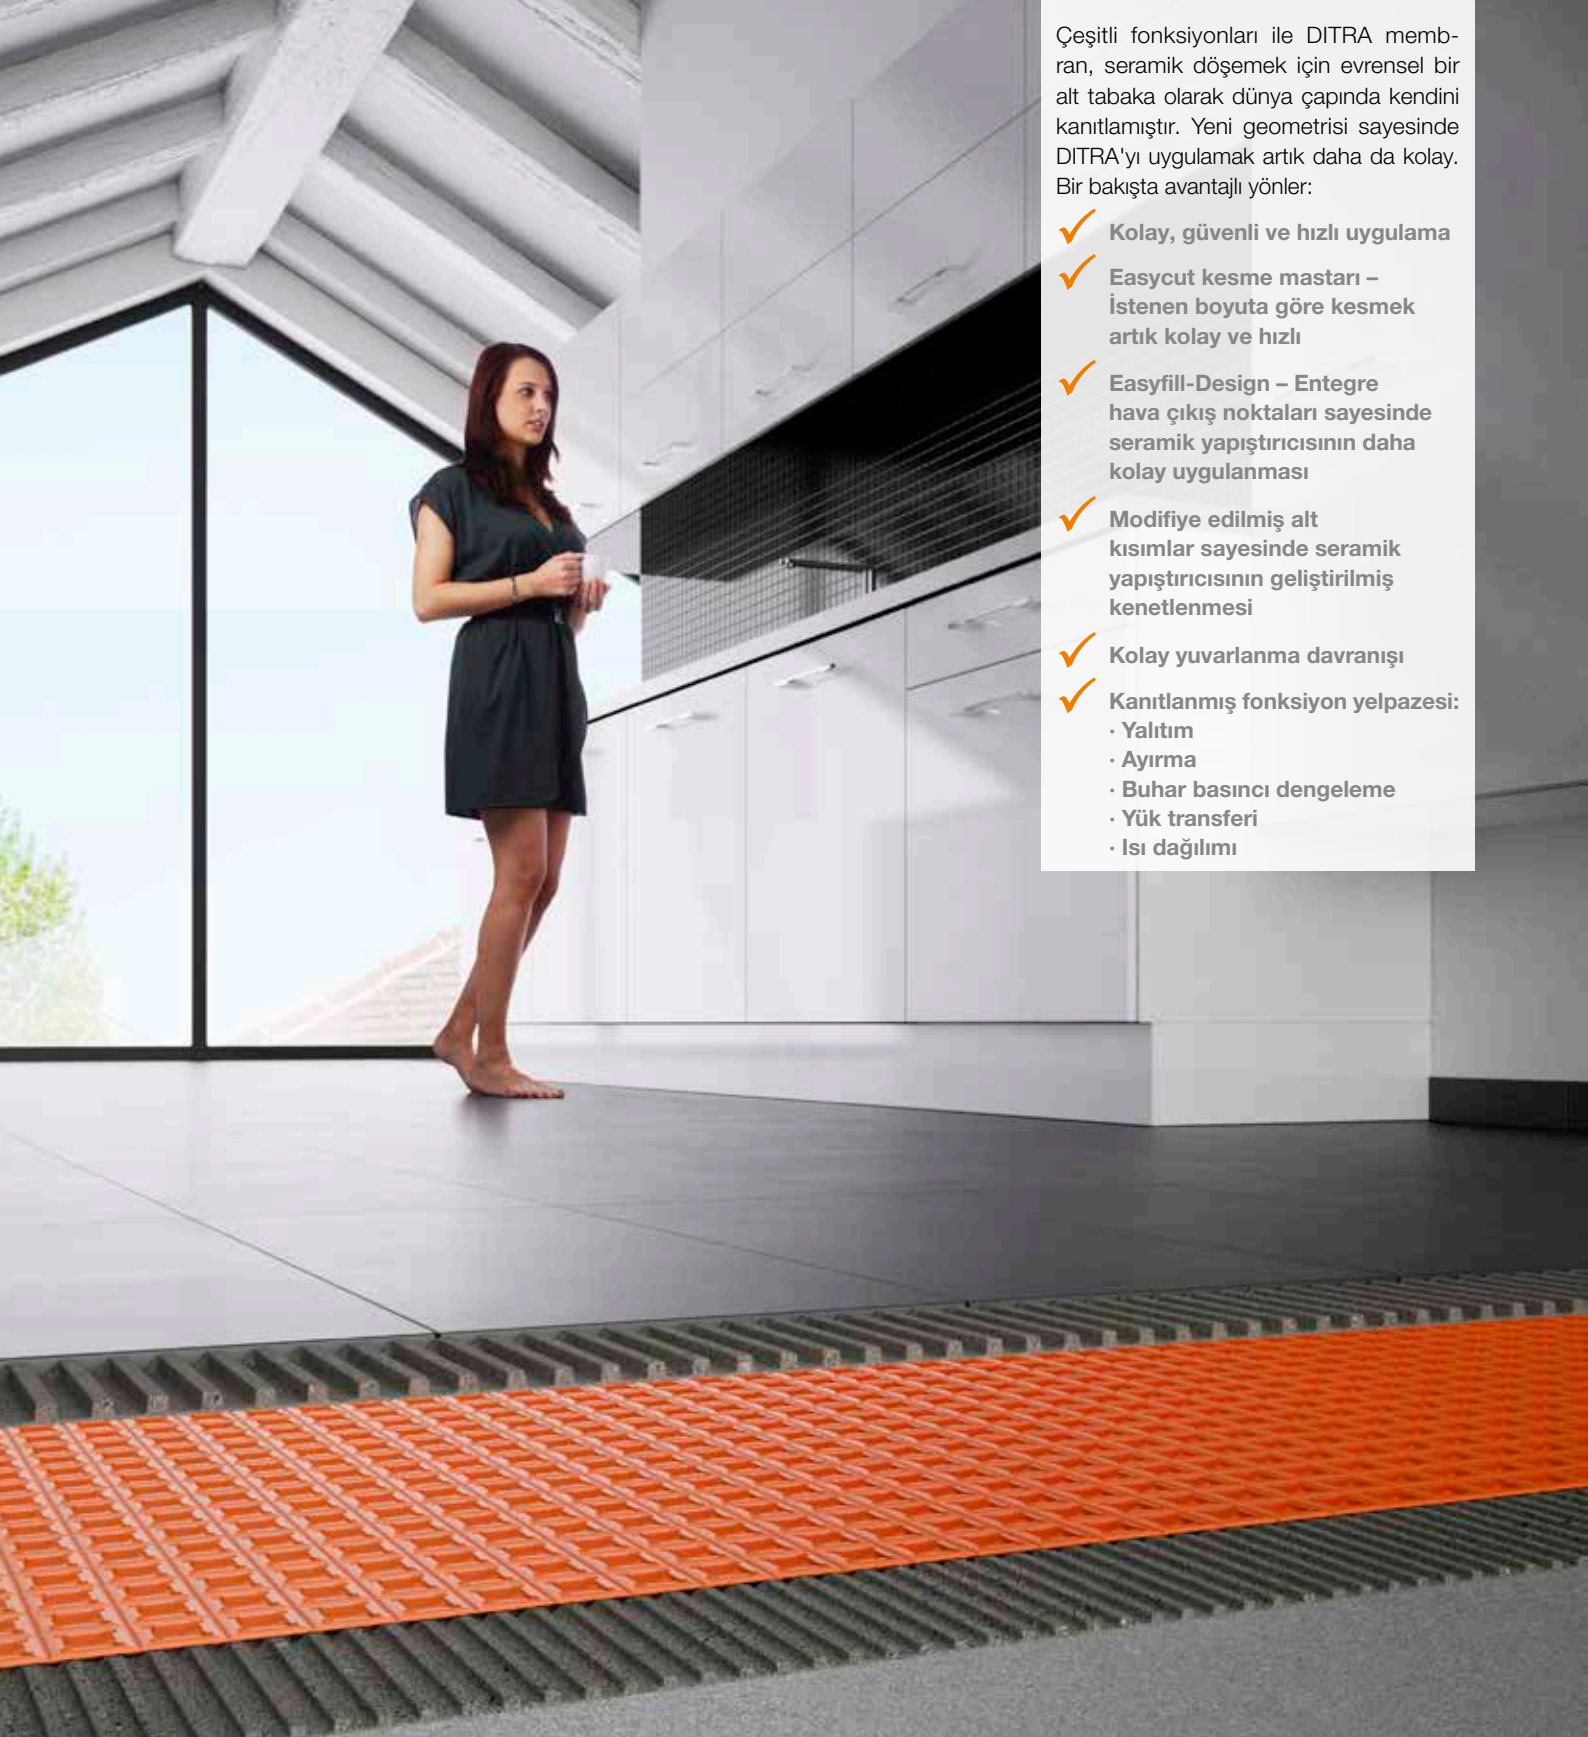 Çeşitli fonksiyonları ile DITRA memb-
ran, seramik döşemek için evrensel bir
alt tabaka olarak dünya çapında kendini
kanıtlamıştır. Yeni geometrisi sayesinde
DITRA'yı uygulamak artık daha da kolay.
Bir bakışta avantajlı yönler:
Kolay, güvenli ve hızlı uygulama
Easycut kesme mastarı –
İstenen boyuta göre kesmek
artık kolay ve hızlı
Easyfill-Design – Entegre
hava çıkış noktaları sayesinde
seramik yapıştırıcısının daha
kolay uygulanması
Modifiye edilmiş alt
kısımlar sayesinde seramik
yapıştırıcısının geliştirilmiş
kenetlenmesi
Kolay yuvarlanma davranışı
Kanıtlanmış fonksiyon yelpazesi:
· Yalıtım
· Ayırma
· Buhar basıncı dengeleme
· Yük transferi
· Isı dağılımı